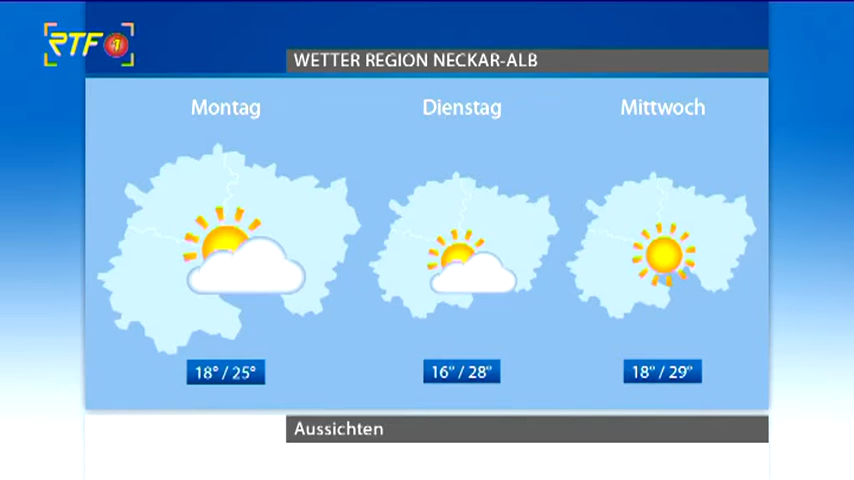 RTF 1
WETTER REGION NECKAR-ALB
Montag
Dienstag
Mittwoch
18° / 25°
16° / 28°
18° / 29°
Aussichten